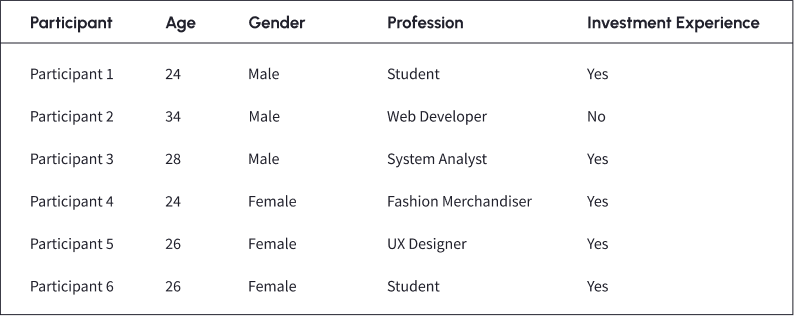 Participant Age Gender Profession Investment Experience
Participant 1 24 Male Student Yes
Participant 2 34 Male Web Developer No
Participant 3 28 Male System Analyst Yes
Participant 4 24 Female Fashion Merchandiser Yes
Participant 5 26 Female UX Designer Yes
Participant 6 26 Female Student Yes